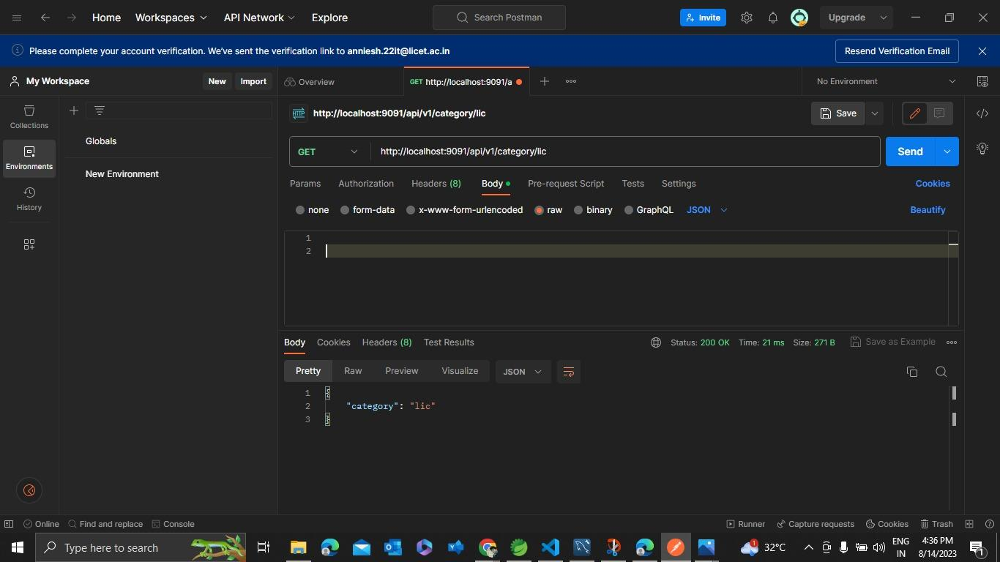 Home Workspaces API Network Explore Search Postman Invite Upgrade
Please complete your account verification. We've sent the verification link to anniesh.22it@licet.ac.in Resend Verification Email
My Workspace New Import Overview GET http://localhost:9091/a No Environment
Collections
Environments
History
Globals
New Environment
HTTP http://localhost:9091/api/v1/category/lic Save
GET http://localhost:9091/api/v1/category/lic Send
Params Authorization Headers (8) Body Pre-request Script Tests Settings Cookies
none form-data x-www-form-urlencoded raw binary GraphQL JSON Beautify
1
2
Body Cookies Headers (8) Test Results Status: 200 OK Time: 21 ms Size: 271 B Save as Example
Pretty Raw Preview Visualize JSON
1 {
2 "category": "lic"
3 }
Online Find and replace Console Runner Capture requests Cookies Trash
Type here to search 1 32°C ENG IN 4:36 PM 8/14/2023 1